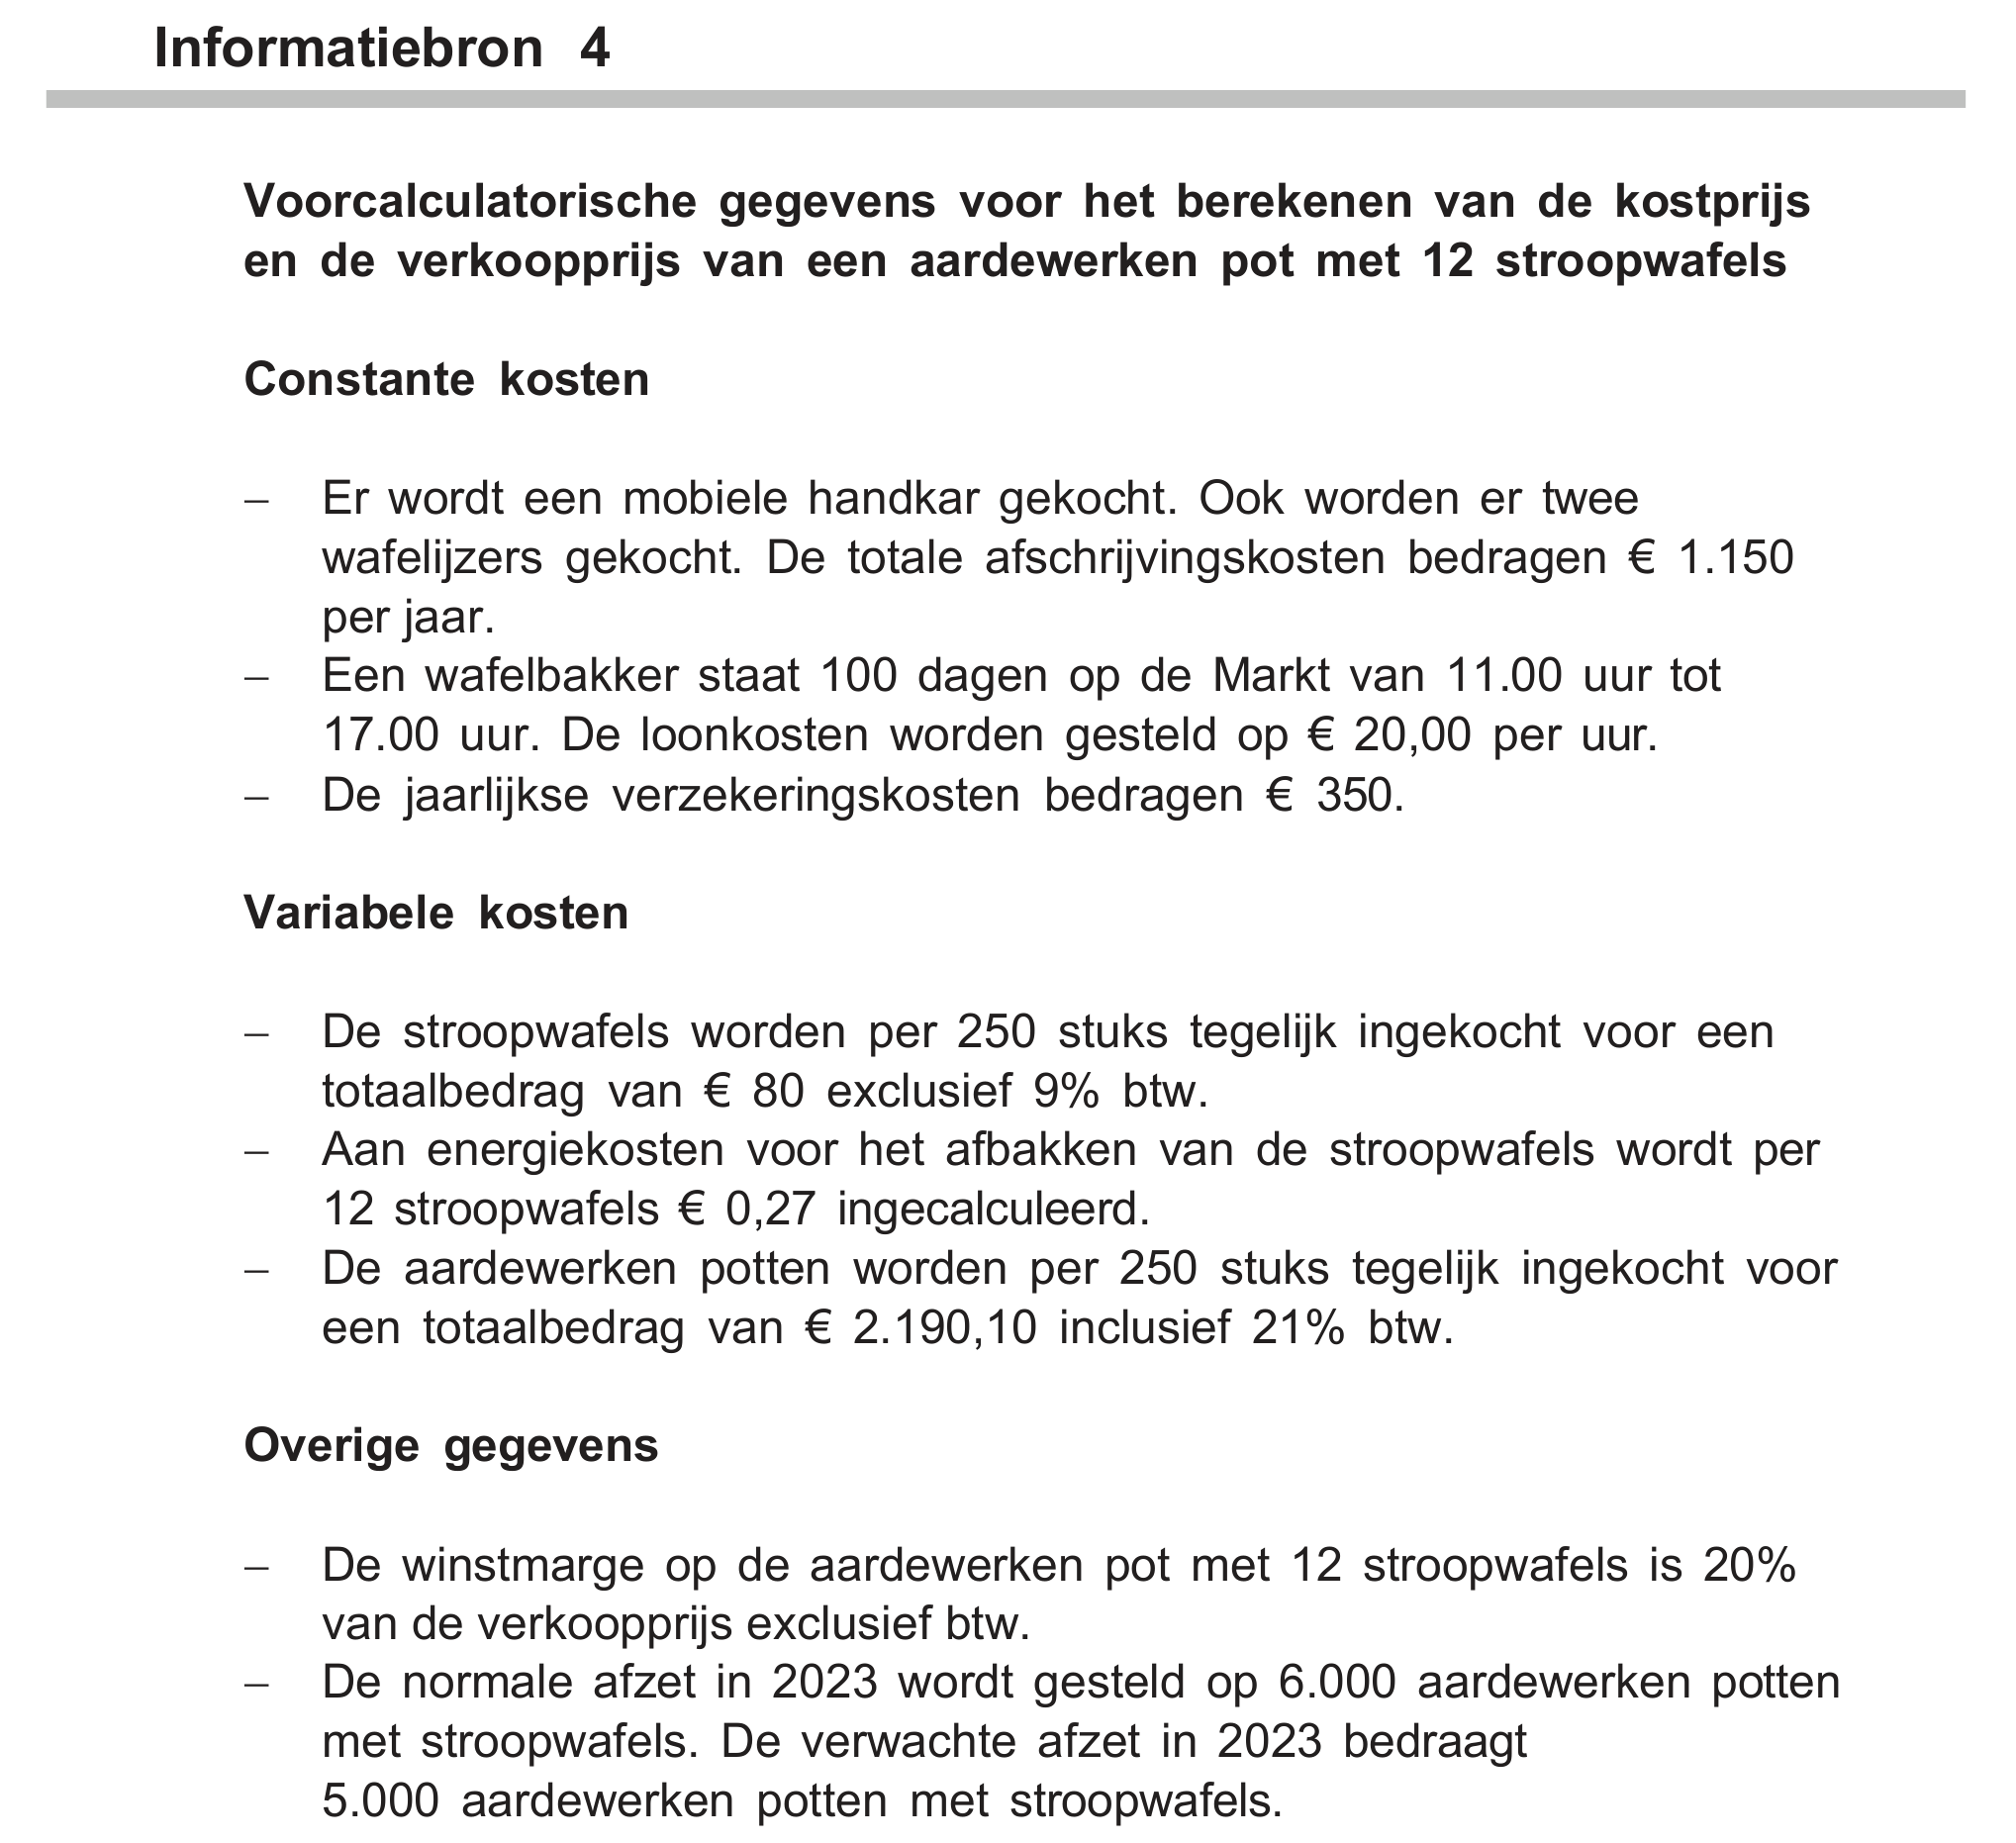 Informatiebron 4
Voorcalculatorische gegevens voor het berekenen van de kostprijs
en de verkoopprijs van een aardewerken pot met 12 stroopwafels
Constante kosten
– Er wordt een mobiele handkar gekocht. Ook worden er twee
wafelijzers gekocht. De totale afschrijvingskosten bedragen € 1.150
per jaar.
– Een wafelbakker staat 100 dagen op de Markt van 11.00 uur tot
17.00 uur. De loonkosten worden gesteld op € 20,00 per uur.
– De jaarlijkse verzekeringskosten bedragen € 350.
Variabele kosten
– De stroopwafels worden per 250 stuks tegelijk ingekocht voor een
totaalbedrag van € 80 exclusief 9% btw.
– Aan energiekosten voor het afbakken van de stroopwafels wordt per
12 stroopwafels € 0,27 ingecalculeerd.
– De aardewerken potten worden per 250 stuks tegelijk ingekocht voor
een totaalbedrag van € 2.190,10 inclusief 21% btw.
Overige gegevens
– De winstmarge op de aardewerken pot met 12 stroopwafels is 20%
van de verkoopprijs exclusief btw.
– De normale afzet in 2023 wordt gesteld op 6.000 aardewerken potten
met stroopwafels. De verwachte afzet in 2023 bedraagt
5.000 aardewerken potten met stroopwafels.